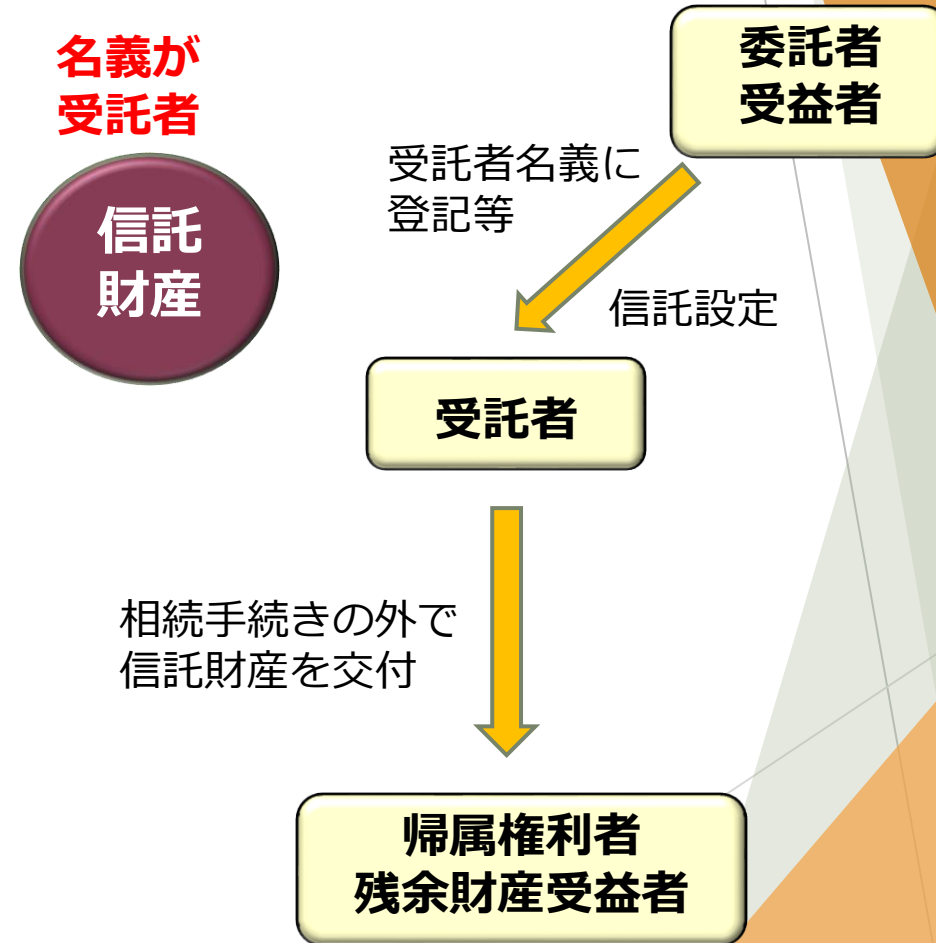 名義が
受託者
信託
財産
委託者
受益者
受託者名義に
登記等
信託設定
受託者
相続手続きの外で
信託財産を交付
帰属権利者
残余財産受益者